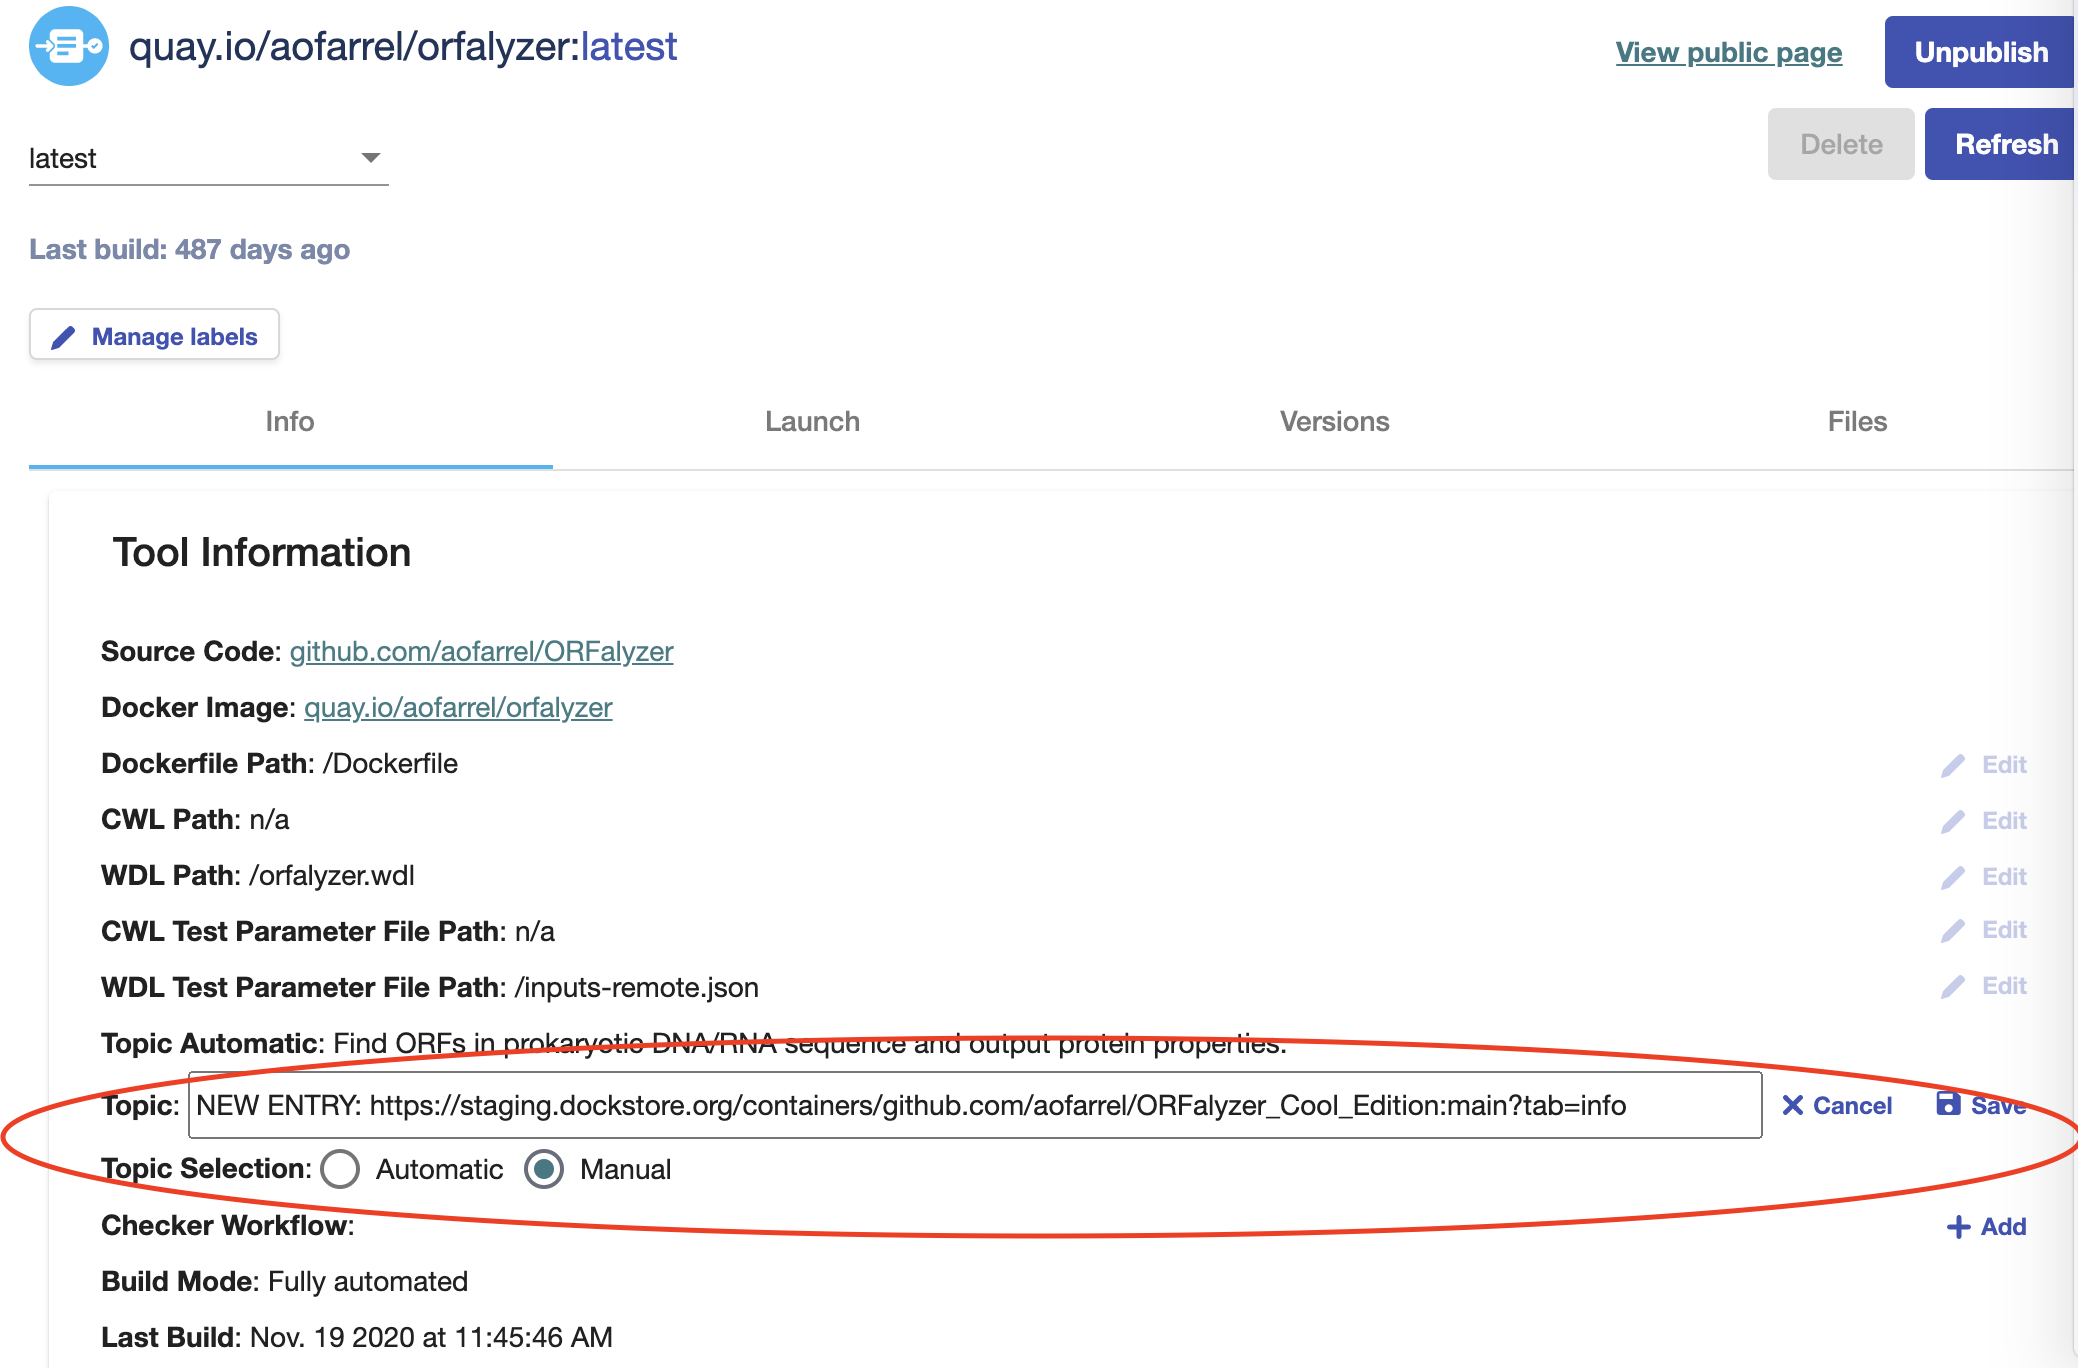 quay.io/aofarrel/orfalyzer:latest
View public page
Unpublish
latest
Delete
Refresh
Last build: 487 days ago
Manage labels
Info
Launch
Versions
Files
Tool Information
Source Code: github.com/aofarrel/ORFalyzer
Docker Image: quay.io/aofarrel/orfalyzer
Dockerfile Path: /Dockerfile
Edit
CWL Path: n/a
Edit
WDL Path: /orfalyzer.wdl
Edit
CWL Test Parameter File Path: n/a
Edit
WDL Test Parameter File Path: /inputs-remote.json
Edit
Topic Automatic: Find ORFs in prokaryotic DNA/RNA sequence and output protein properties.
Topic: NEW ENTRY: https://staging.dockstore.org/containers/github.com/aofarrel/ORFalyzer_Cool_Edition:main?tab=info
Cancel
Save
Topic Selection: Automatic Manual
Checker Workflow:
Add
Build Mode: Fully automated
Last Build: Nov. 19 2020 at 11:45:46 AM